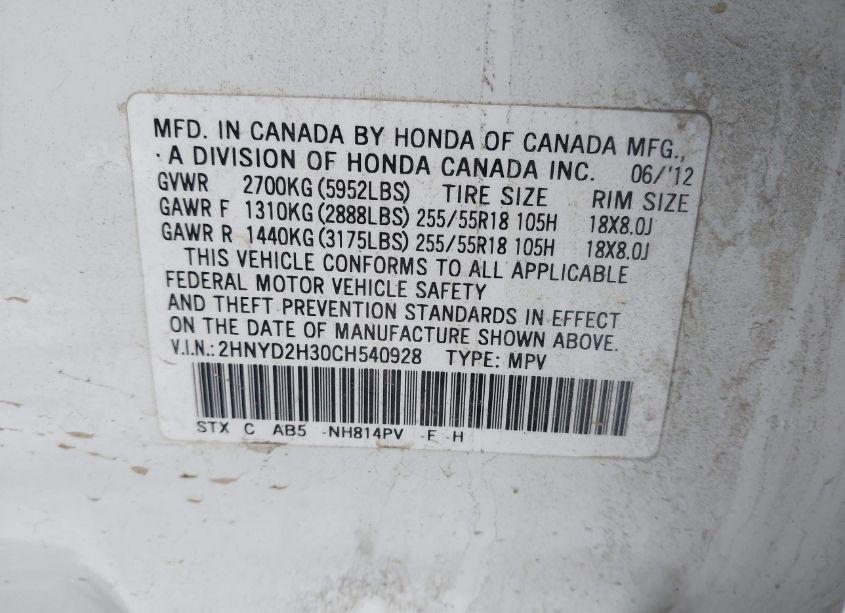 MFD. IN CANADA BY HONDA OF CANADA MFG.,
· A DIVISION OF HONDA CANADA INC. 06/'12
GVWR 2700KG (5952LBS) TIRE SIZE RIM SIZE
GAWR F 1310KG (2888LBS) 255/55R18 105H 18X8.0J
GAWR R 1440KG (3175LBS) 255/55R18 105H 18X8.0J
THIS VEHICLE CONFORMS TO ALL APPLICABLE
FEDERAL MOTOR VEHICLE SAFETY
AND THEFT PREVENTION STANDARDS IN EFFECT
ON THE DATE OF MANUFACTURE SHOWN ABOVE.
V.I.N.: 2HNYD2H30CH540928 TYPE: MPV
STX C AB5 -NH814PV -E -H